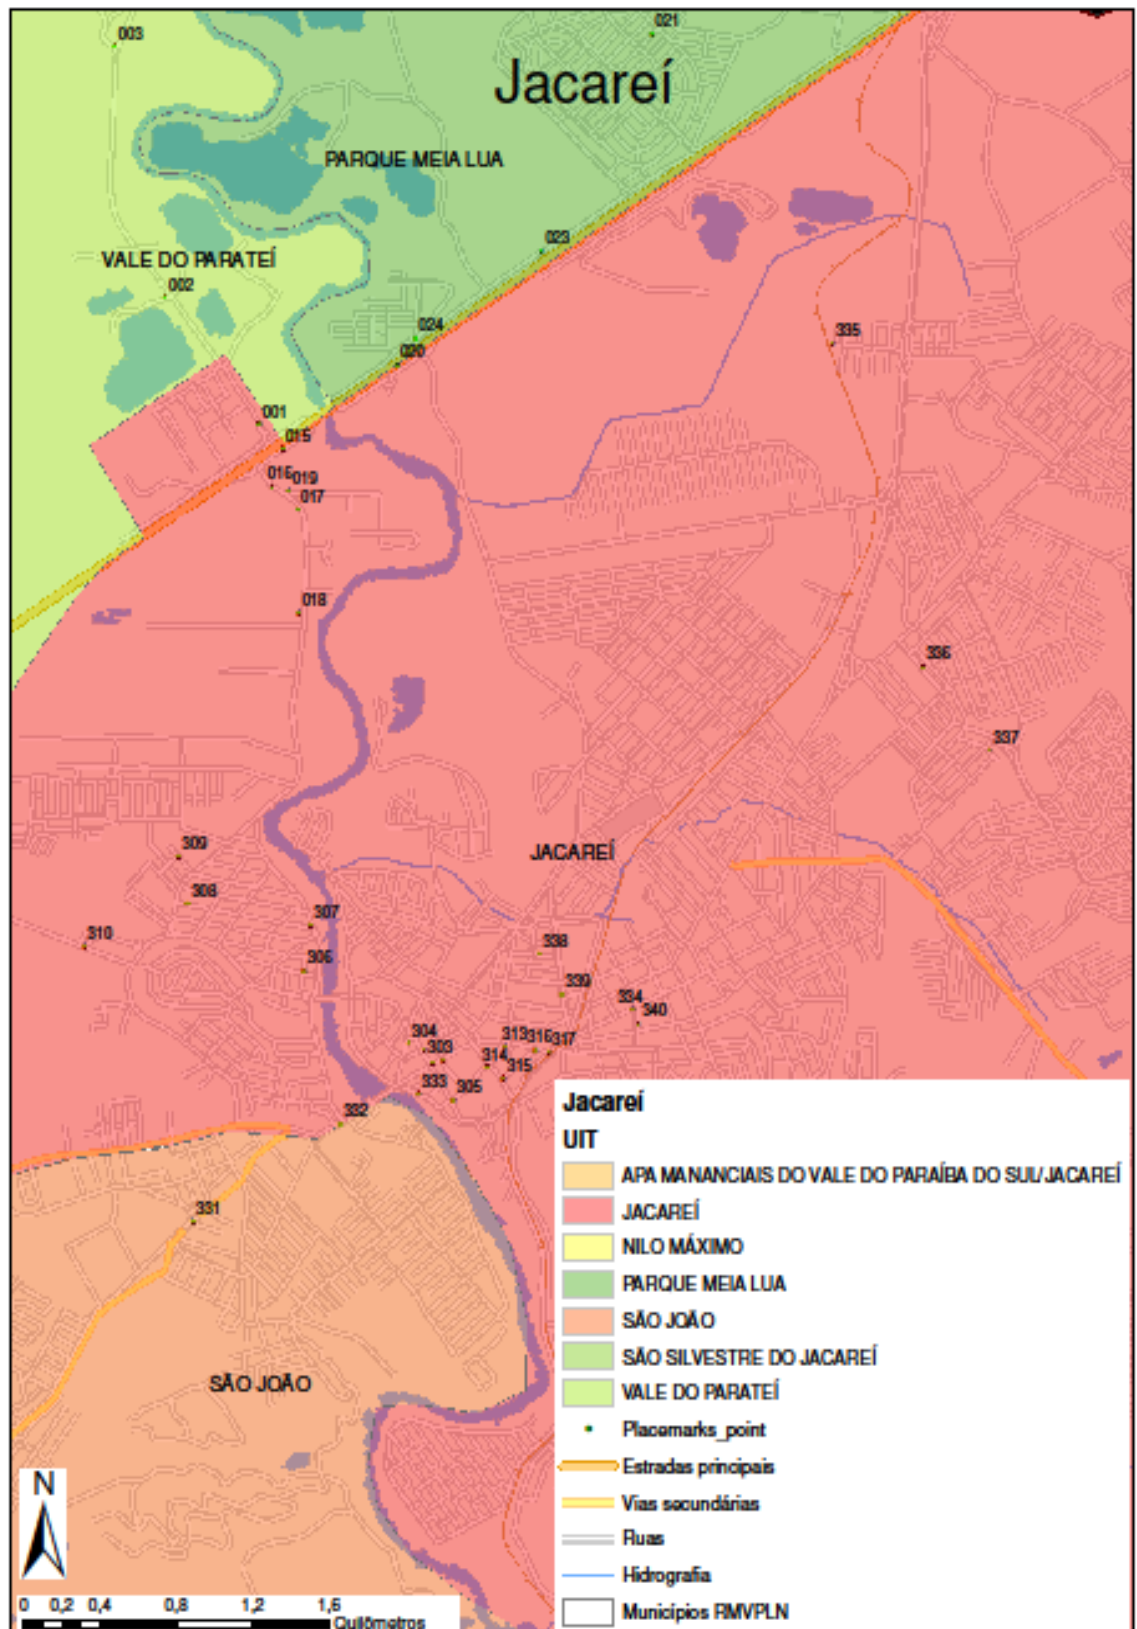 003
021
Jacareí
PARQUE MEIA LUA
023
VALE DO PARATEÍ
002
024
335
020
001
015
016 019
017
018
336
337
309
JACAREÍ
308
307
310
338
306
339
334
340
304
303
313 316 317
314
315
333
305
332
331
SÃO JOÃO
Jacareí
UIT
APA MANANCIAIS DO VALE DO PARAÍBA DO SUL/JACAREÍ
JACAREÍ
NILO MÁXIMO
PARQUE MEIA LUA
SÃO JOÃO
SÃO SILVESTRE DO JACAREÍ
VALE DO PARATEÍ
Placemarks_point
Estradas principais
Vias secundárias
Ruas
Hidrografia
Municípios RMVPLN
N
0 0,2 0,4 0,8 1,2 1,6
Quilômetros